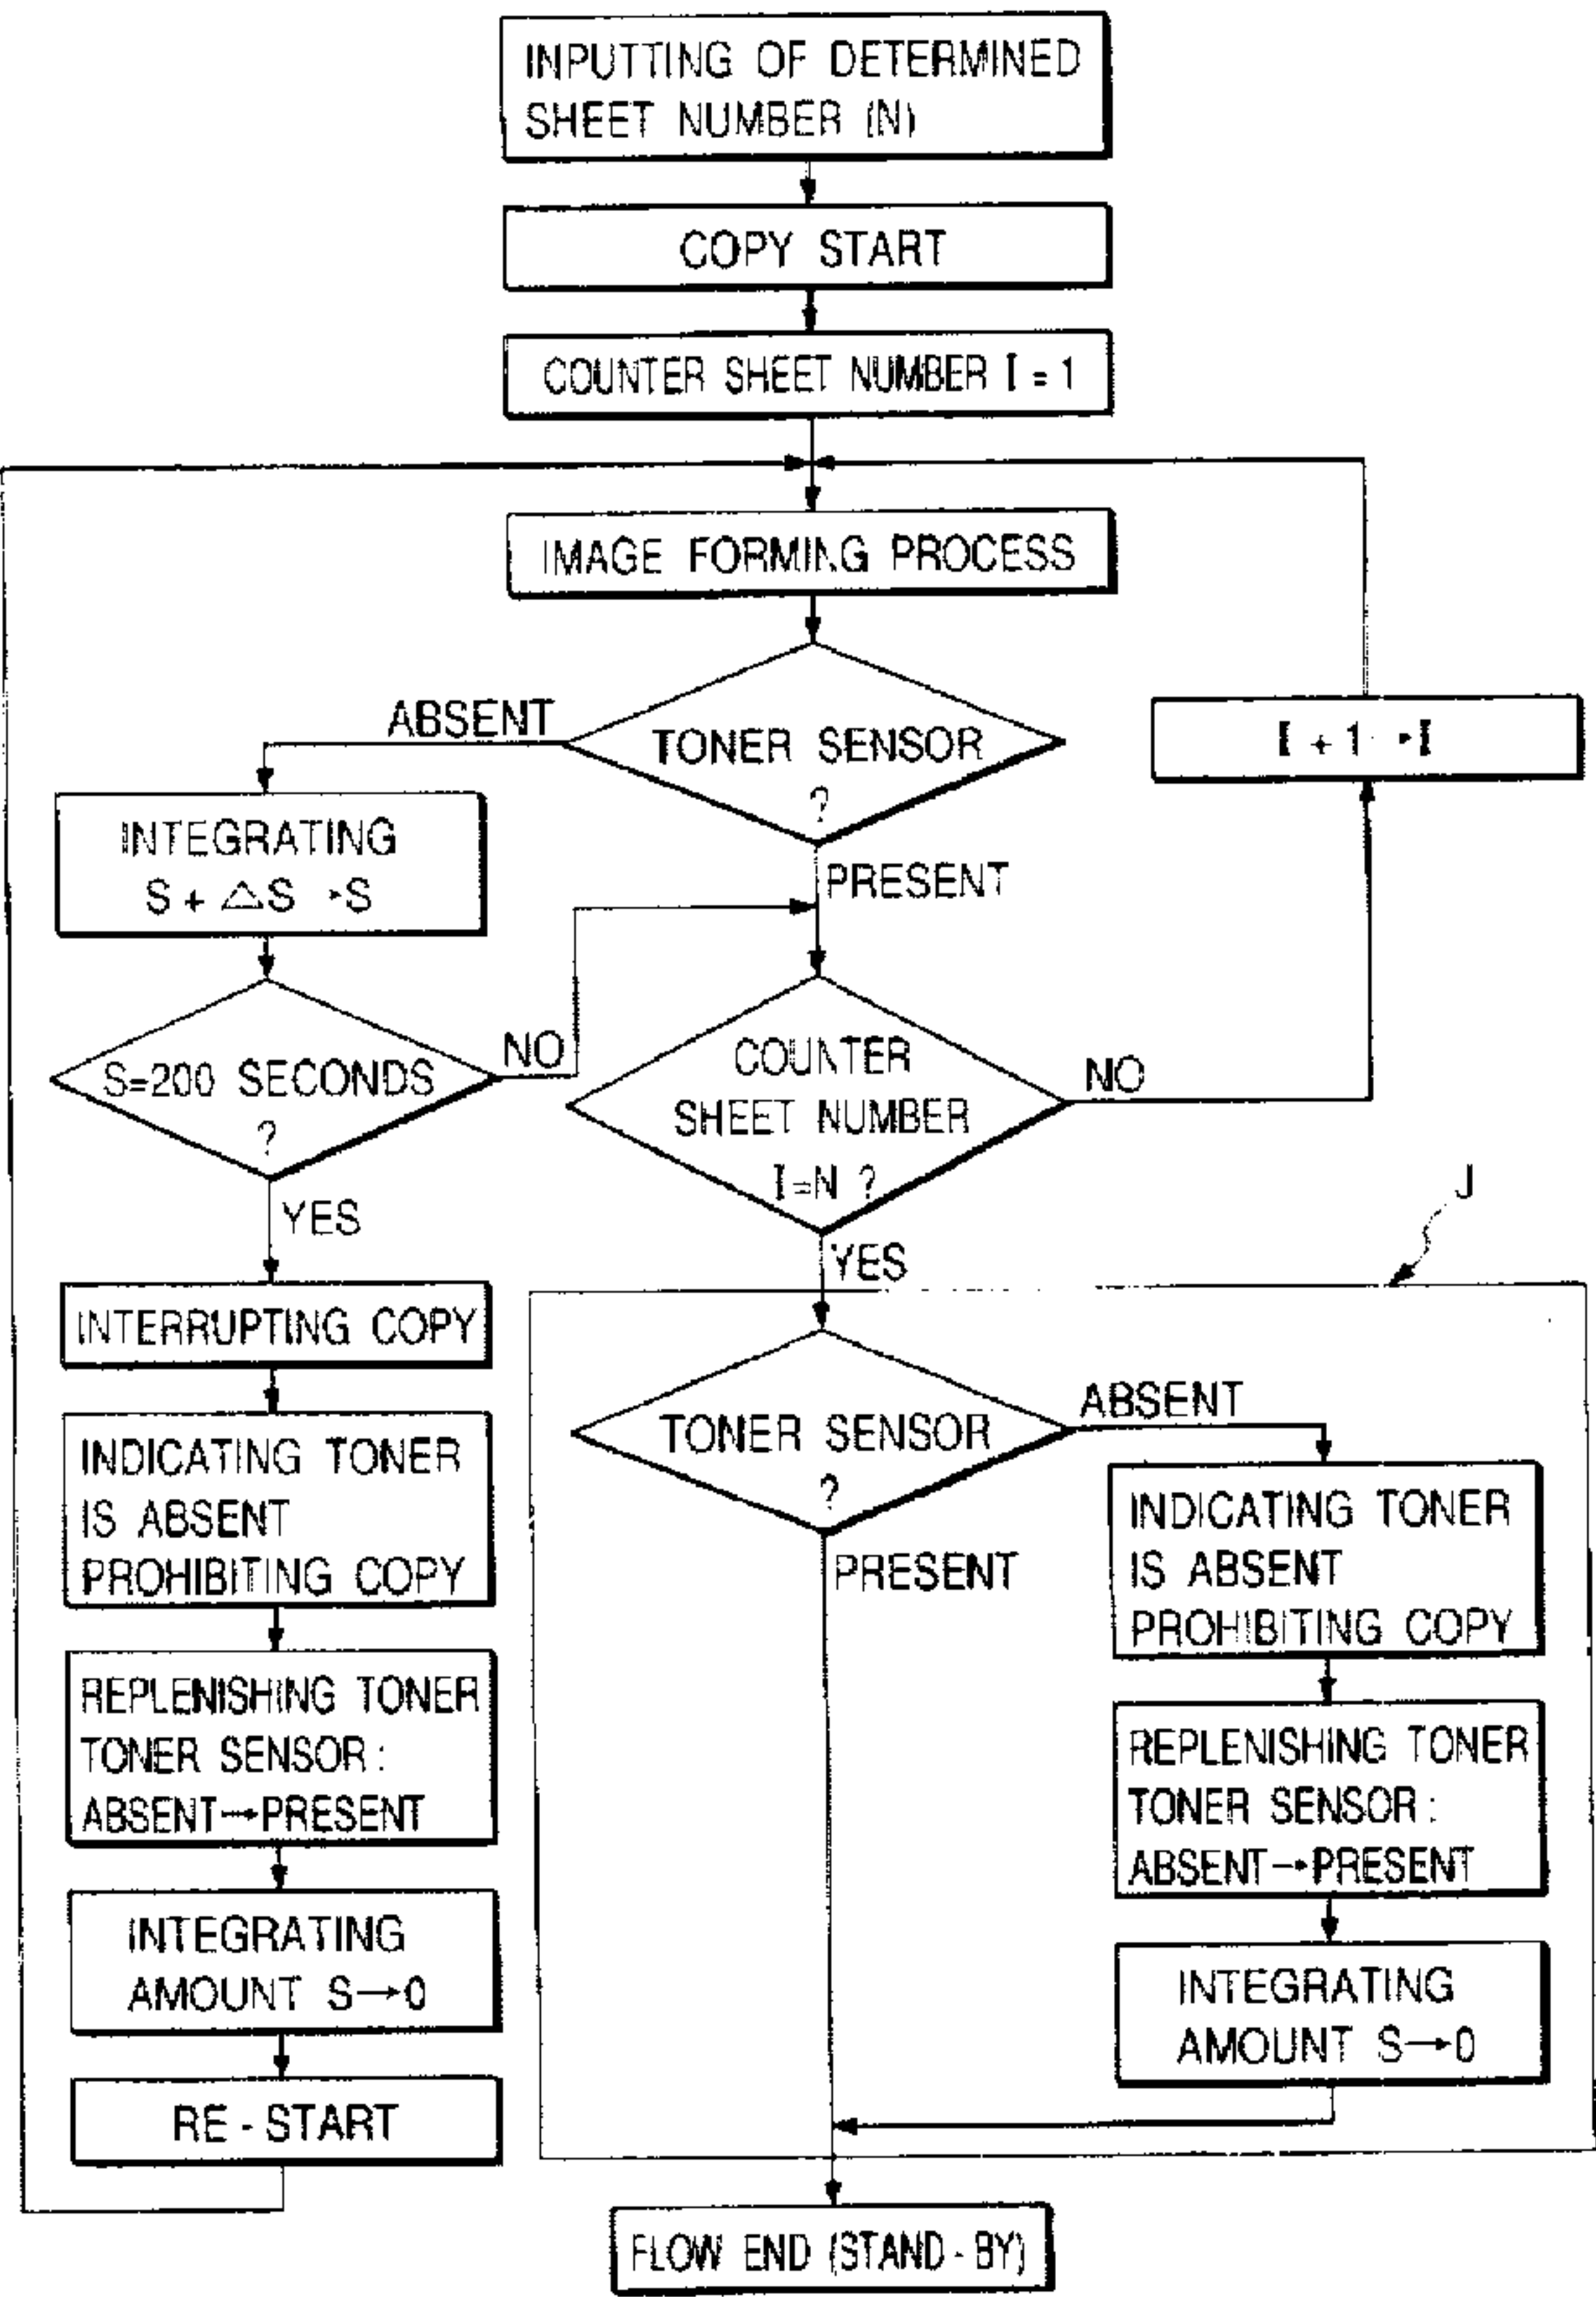 INPUTTING OF DETERMINED
SHEET NUMBER (N)
COPY START
COUNTER SHEET NUMBER I = 1
IMAGE FORMING PROCESS
ABSENT
TONER SENSOR
?
I + 1 → I
INTEGRATING
S + △S → S
PRESENT
S=200 SECONDS
?
NO
COUNTER
SHEET NUMBER
I=N ?
NO
YES
YES
J
INTERRUPTING COPY
TONER SENSOR
?
ABSENT
INDICATING TONER
IS ABSENT
PROHIBITING COPY
PRESENT
INDICATING TONER
IS ABSENT
PROHIBITING COPY
REPLENISHING TONER
TONER SENSOR :
ABSENT→PRESENT
REPLENISHING TONER
TONER SENSOR :
ABSENT→PRESENT
INTEGRATING
AMOUNT S→0
INTEGRATING
AMOUNT S→0
RE - START
FLOW END (STAND - BY)